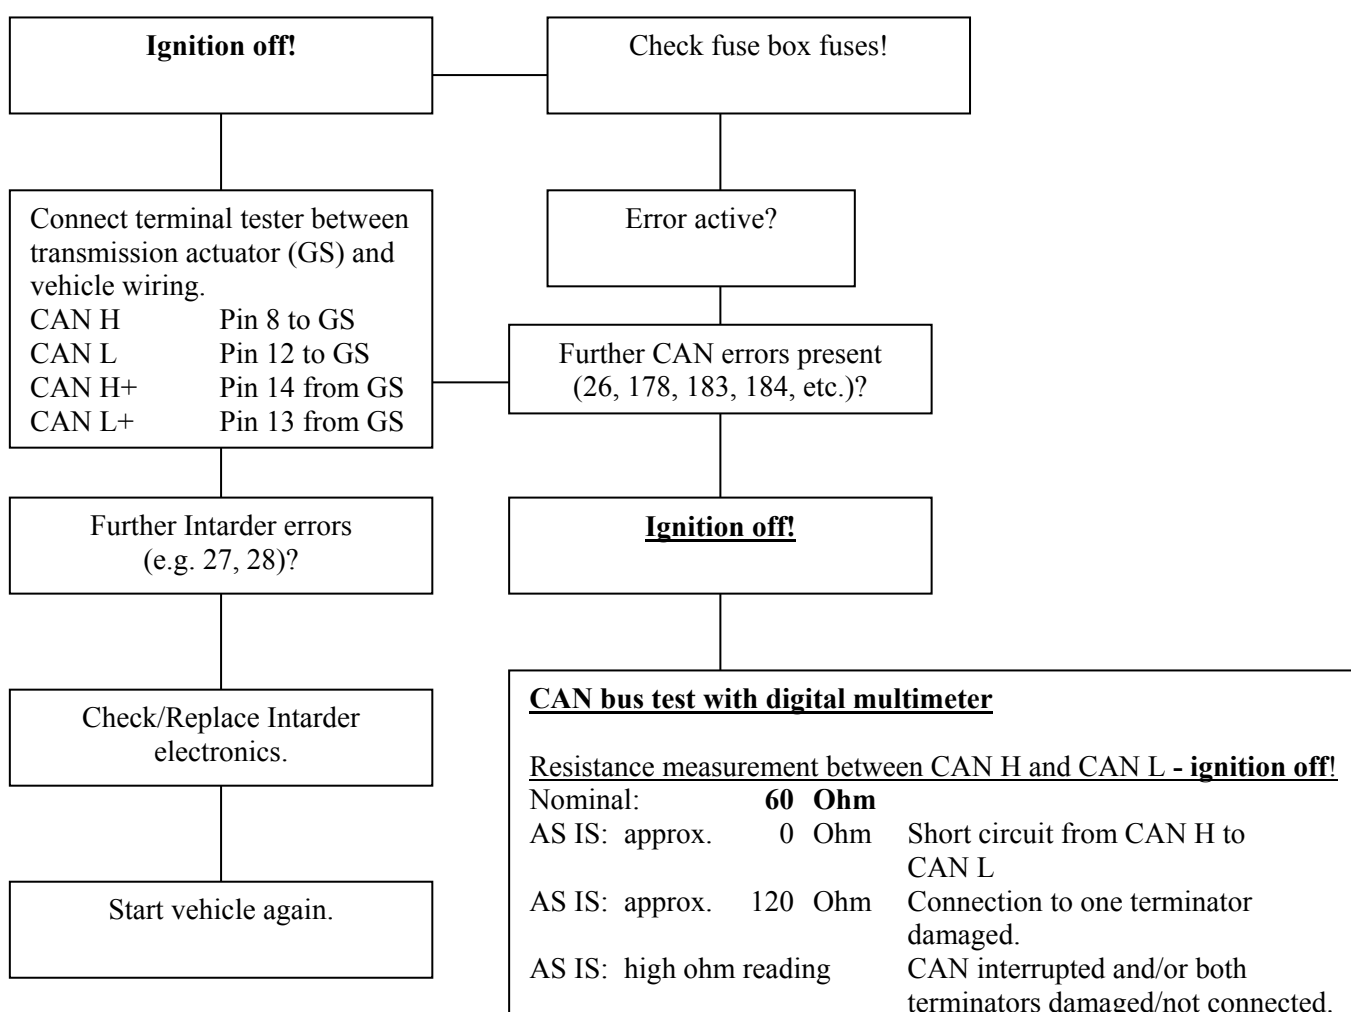 Ignition off!
Check fuse box fuses!
Connect terminal tester between
transmission actuator (GS) and
vehicle wiring.
CAN H Pin 8 to GS
CAN L Pin 12 to GS
CAN H+ Pin 14 from GS
CAN L+ Pin 13 from GS
Error active?
Further CAN errors present
(26, 178, 183, 184, etc.)?
Further Intarder errors
(e.g. 27, 28)?
Ignition off!
Check/Replace Intarder
electronics.
Start vehicle again.
CAN bus test with digital multimeter
Resistance measurement between CAN H and CAN L - ignition off!
Nominal: 60 Ohm
AS IS: approx. 0 Ohm Short circuit from CAN H to
CAN L
AS IS: approx. 120 Ohm Connection to one terminator
damaged.
AS IS: high ohm reading CAN interrupted and/or both
terminators damaged/not connected.